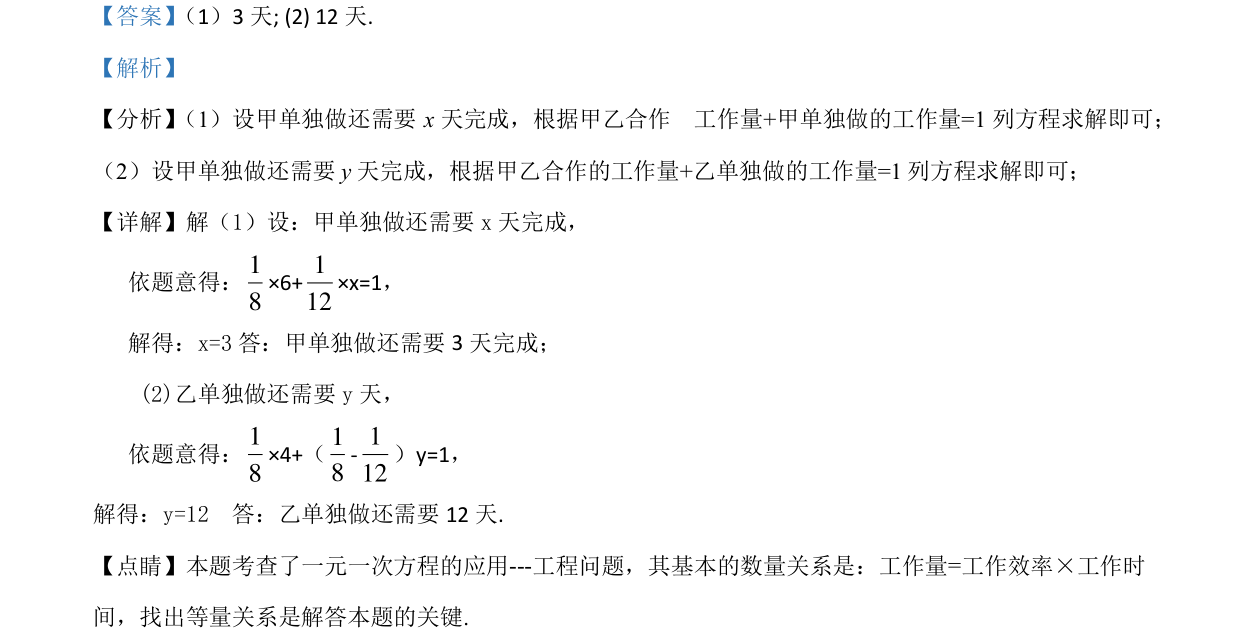 【答案】（1）3 天; (2) 12 天.
【解析】
【分析】（1）设甲单独做还需要 x 天完成，根据甲乙合作 工作量+甲单独做的工作量=1 列方程求解即可；
（2）设甲单独做还需要 y 天完成，根据甲乙合作的工作量+乙单独做的工作量=1 列方程求解即可；
【详解】解（1）设：甲单独做还需要 x 天完成，
依题意得：1/8 ×6+ 1/12 ×x=1，
解得：x=3 答：甲单独做还需要 3 天完成；
(2)乙单独做还需要 y 天，
依题意得：1/8 ×4+（1/8 - 1/12）y=1，
解得：y=12 答：乙单独做还需要 12 天.
【点睛】本题考查了一元一次方程的应用---工程问题，其基本的数量关系是：工作量=工作效率×工作时
间，找出等量关系是解答本题的关键.